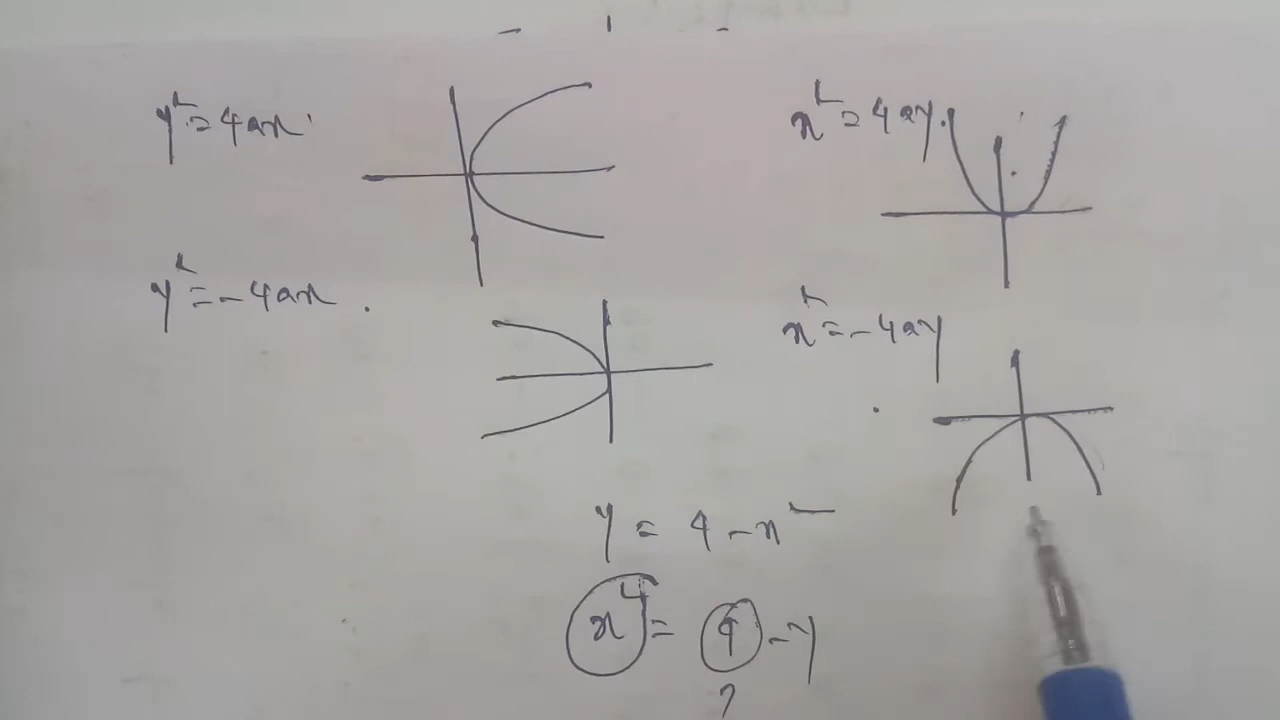 y² = 4ax
x² = 4ay
y² = -4ax
x² = -4ay
y = 4 - x²
x² = 4 - y
?